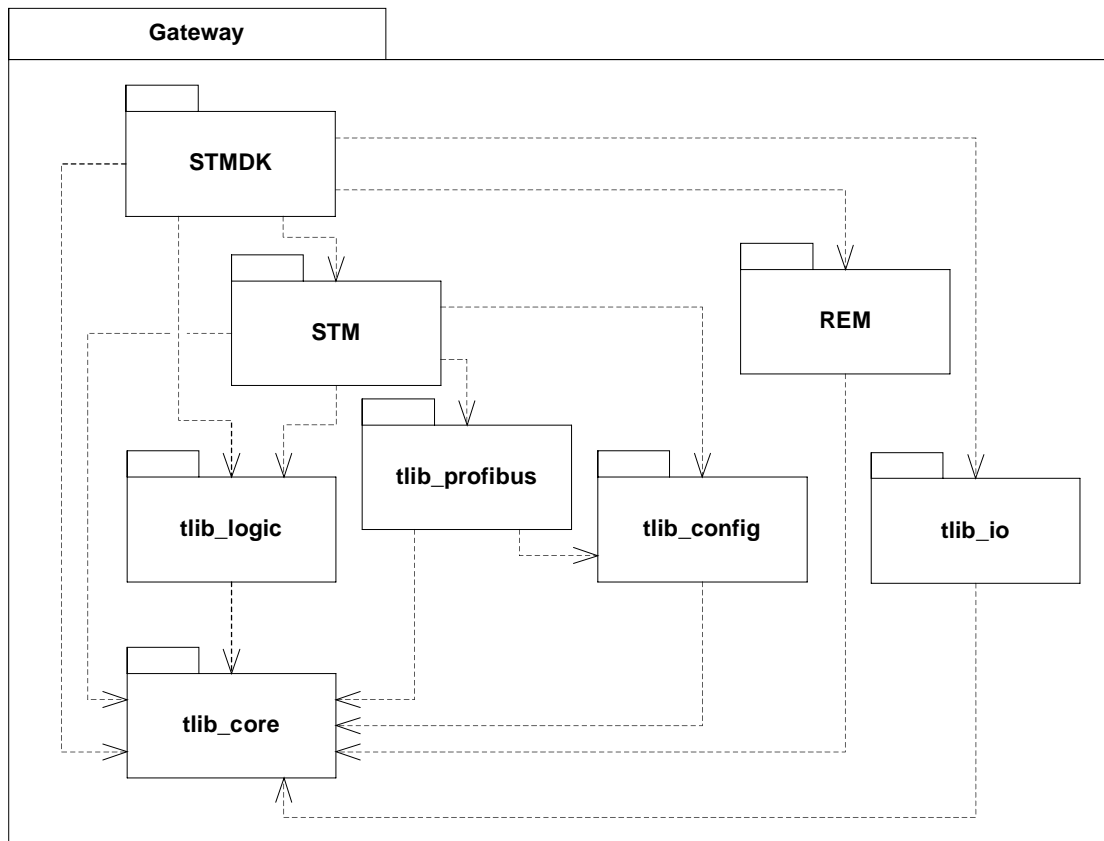 Gateway
STMDK
STM
REM
tlib_profibus
tlib_logic
tlib_config
tlib_io
tlib_core